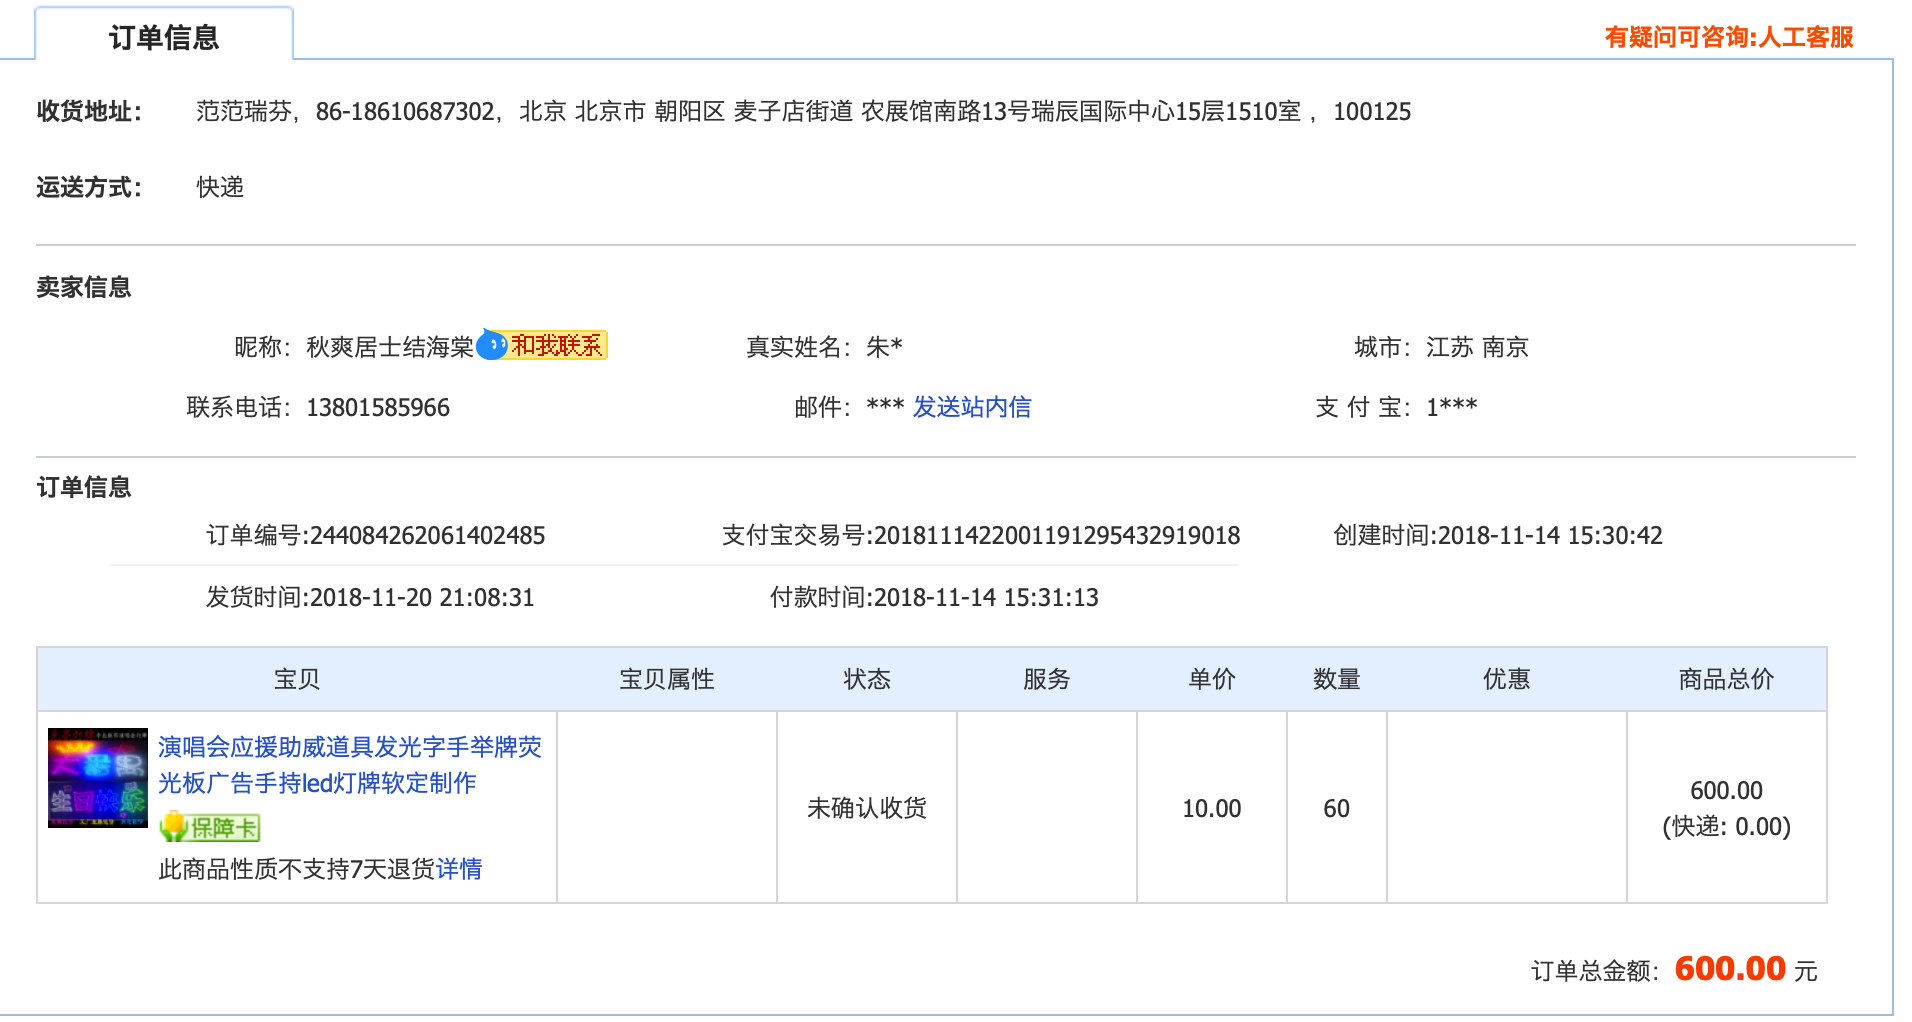 订单信息
有疑问可咨询:人工客服
收货地址： 范范瑞芬，86-18610687302，北京 北京市 朝阳区 麦子店街道 农展馆南路13号瑞辰国际中心15层1510室 ，100125
运送方式： 快递
卖家信息
昵称：秋爽居士结海棠 和我联系 真实姓名：朱* 城市：江苏 南京
联系电话：13801585966 邮件：*** 发送站内信 支 付 宝：1***
订单信息
订单编号:244084262061402485 支付宝交易号:2018111422001191295432919018 创建时间:2018-11-14 15:30:42
发货时间:2018-11-20 21:08:31 付款时间:2018-11-14 15:31:13
宝贝 宝贝属性 状态 服务 单价 数量 优惠 商品总价
生日快乐
演唱会应援助威道具发光字手举牌荧
光板广告手持led灯牌软定制作
保障卡
此商品性质不支持7天退货详情
未确认收货 10.00 60
600.00
(快递: 0.00)
订单总金额：600.00 元